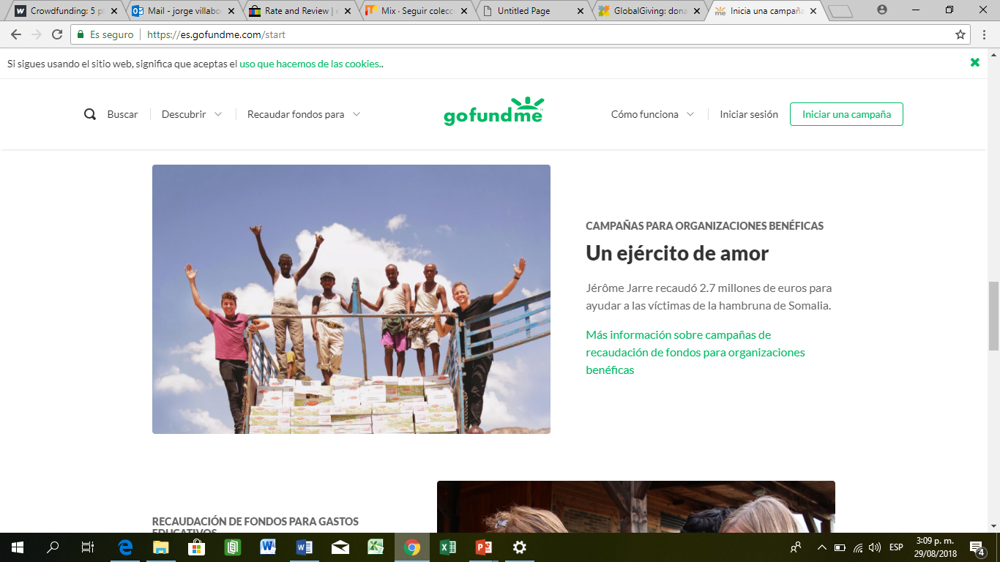 Crowdfunding: 5 pl
Mail - jorge villabo
Rate and Review | e
Mix · Seguir colecc
Untitled Page
GlobalGiving: dona
Inicia una campaña
Es seguro
https://es.gofundme.com/start
Si sigues usando el sitio web, significa que aceptas el uso que hacemos de las cookies..
Buscar
Descubrir
Recaudar fondos para
gofundme
Cómo funciona
Iniciar sesión
Iniciar una campaña
CAMPAÑAS PARA ORGANIZACIONES BENÉFICAS
Un ejército de amor
Jérôme Jarre recaudó 2.7 millones de euros para
ayudar a las víctimas de la hambruna de Somalia.
Más información sobre campañas de
recaudación de fondos para organizaciones
benéficas
RECAUDACIÓN DE FONDOS PARA GASTOS
EDUCATIVOS
ESP
3:09 p. m.
29/08/2018
4